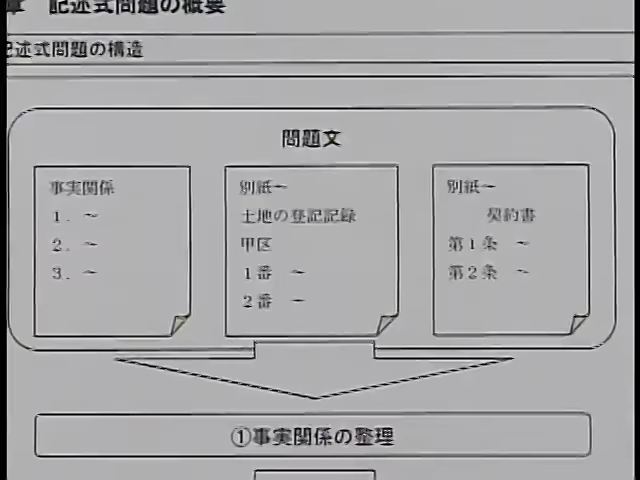 章 記述式問題の概要
記述式問題の構造
問題文
事実関係
1. ～
2. ～
3. ～
別紙～
土地の登記記録
甲区
1番 ～
2番 ～
別紙～
契約書
第1条 ～
第2条 ～
①事実関係の整理